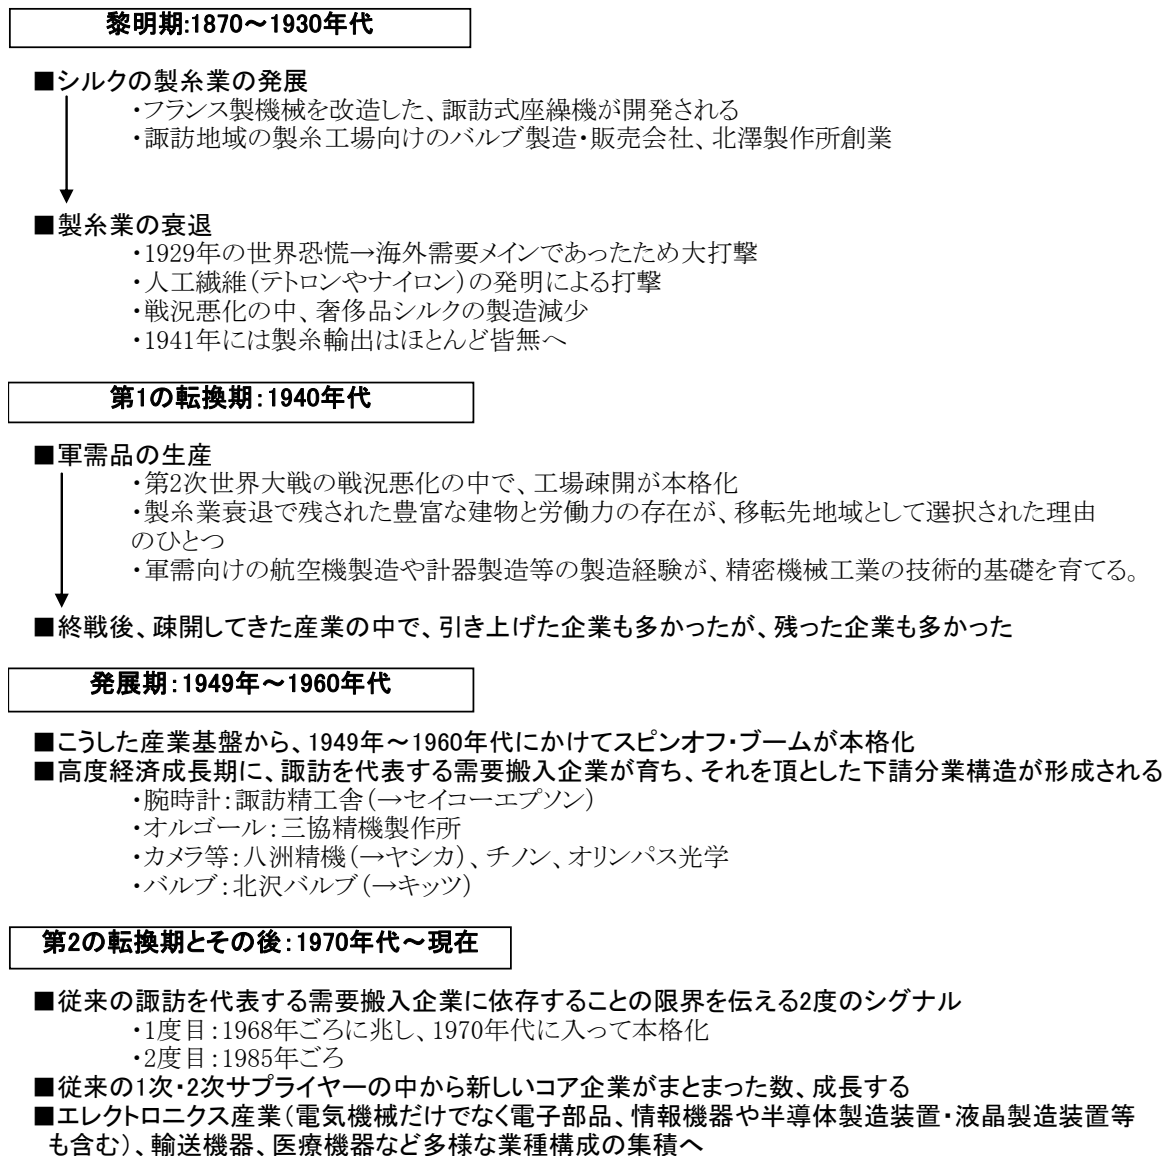 黎明期:1870～1930年代
■シルクの製糸業の発展
・フランス製機械を改造した、諏訪式座繰機が開発される
・諏訪地域の製糸工場向けのバルブ製造・販売会社、北澤製作所創業
■製糸業の衰退
・1929年の世界恐慌→海外需要メインであったため大打撃
・人工繊維（テトロンやナイロン）の発明による打撃
・戦況悪化の中、奢侈品シルクの製造減少
・1941年には製糸輸出はほとんど皆無へ
第1の転換期：1940年代
■軍需品の生産
・第2次世界大戦の戦況悪化の中で、工場疎開が本格化
・製糸業衰退で残された豊富な建物と労働力の存在が、移転先地域として選択された理由
のひとつ
・軍需向けの航空機製造や計器製造等の製造経験が、精密機械工業の技術的基礎を育てる。
■終戦後、疎開してきた産業の中で、引き上げた企業も多かったが、残った企業も多かった
発展期：1949年～1960年代
■こうした産業基盤から、1949年～1960年代にかけてスピンオフ・ブームが本格化
■高度経済成長期に、諏訪を代表する需要搬入企業が育ち、それを頂とした下請分業構造が形成される
・腕時計：諏訪精工舎（→セイコーエプソン）
・オルゴール：三協精機製作所
・カメラ等：八洲精機（→ヤシカ）、チノン、オリンパス光学
・バルブ：北沢バルブ（→キッツ）
第2の転換期とその後：1970年代～現在
■従来の諏訪を代表する需要搬入企業に依存することの限界を伝える2度のシグナル
・1度目：1968年ごろに兆し、1970年代に入って本格化
・2度目：1985年ごろ
■従来の1次・2次サプライヤーの中から新しいコア企業がまとまった数、成長する
■エレクトロニクス産業（電気機械だけでなく電子部品、情報機器や半導体製造装置・液晶製造装置等
も含む）、輸送機器、医療機器など多様な業種構成の集積へ